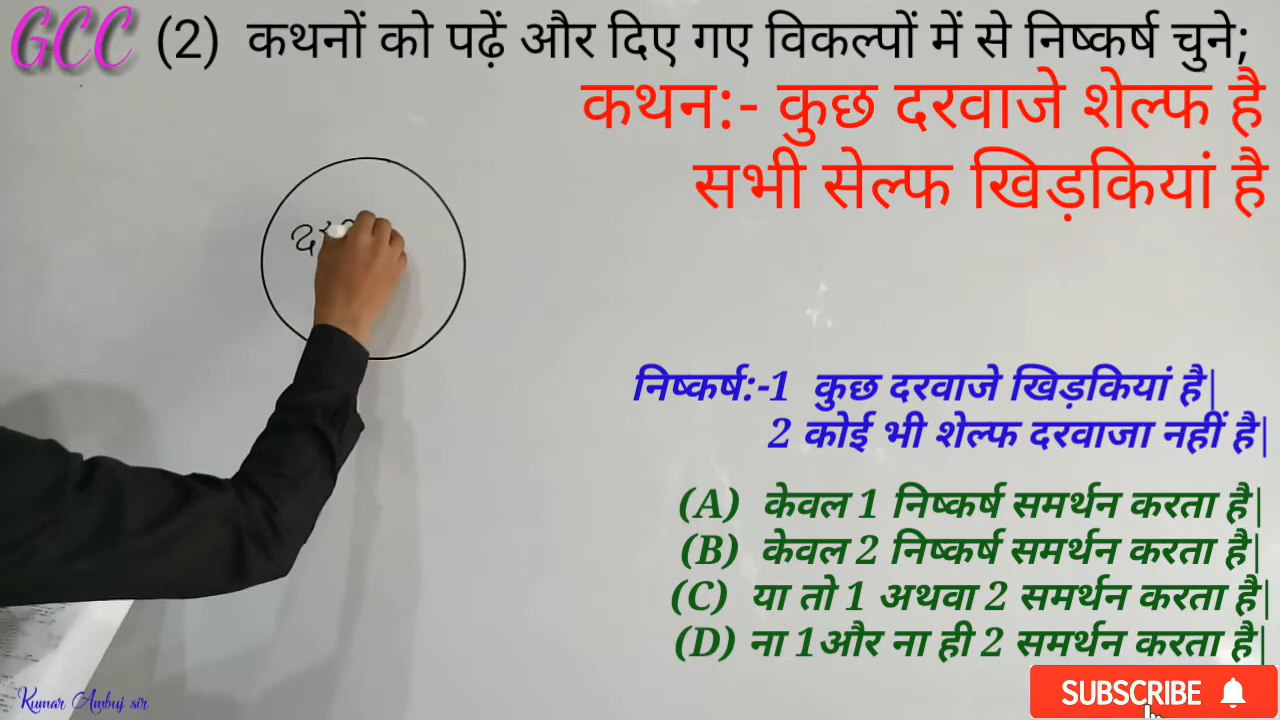 GCC (2) कथनों को पढ़ें और दिए गए विकल्पों में से निष्कर्ष चुने;
कथन:- कुछ दरवाजे शेल्फ है
सभी सेल्फ खिड़कियां है
निष्कर्ष:-1 कुछ दरवाजे खिड़कियां है|
2 कोई भी शेल्फ दरवाजा नहीं है|
(A) केवल 1 निष्कर्ष समर्थन करता है|
(B) केवल 2 निष्कर्ष समर्थन करता है|
(C) या तो 1 अथवा 2 समर्थन करता है|
(D) ना 1और ना ही 2 समर्थन करता है|
SUBSCRIBE
Kumar Ambuj sir